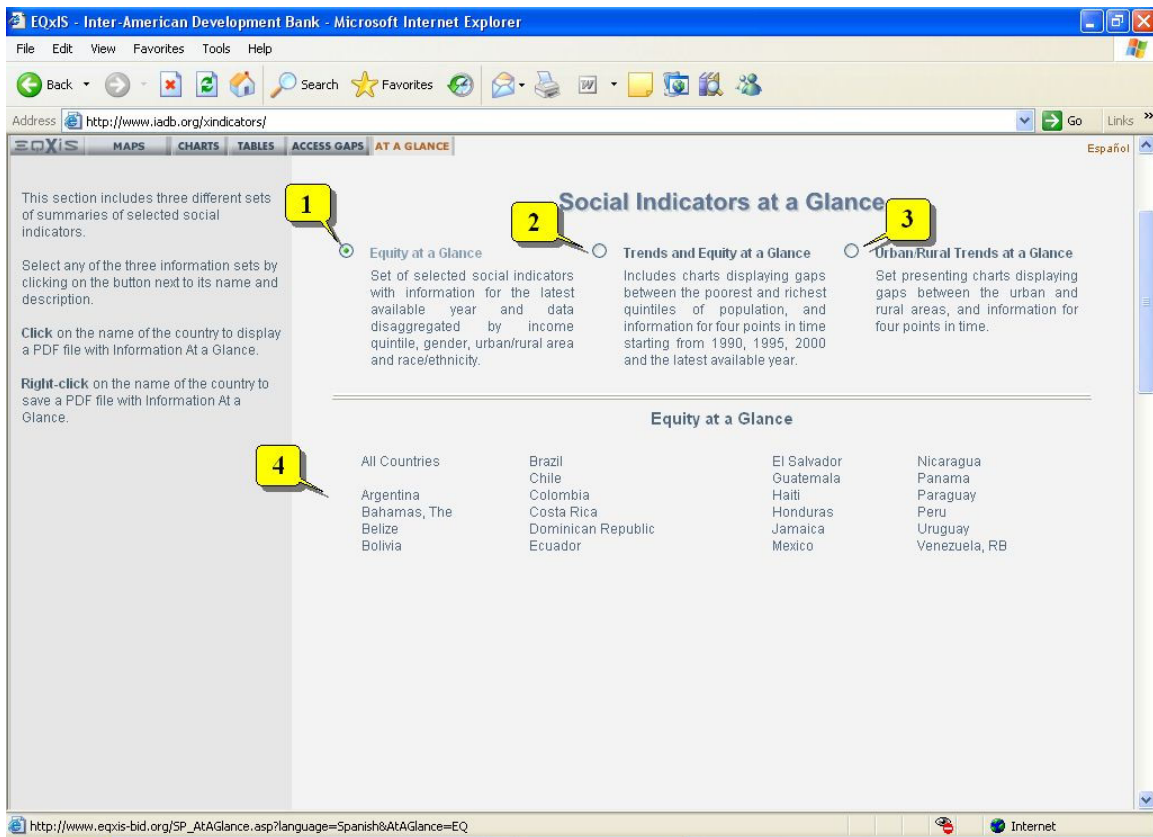 EQxIS - Inter-American Development Bank - Microsoft Internet Explorer
File Edit View Favorites Tools Help
Back Search Favorites
Address http://www.iadb.org/xindicators/ Go Links »
EQXiS MAPS CHARTS TABLES ACCESS GAPS AT A GLANCE
Español
This section includes three different sets
of summaries of selected social
indicators.
Select any of the three information sets by
clicking on the button next to its name and
description.
Click on the name of the country to display
a PDF file with Information At a Glance.
Right-click on the name of the country to
save a PDF file with Information At a
Glance.
Social Indicators at a Glance
1
2
3
Equity at a Glance
Set of selected social indicators
with information for the latest
available year and data
disaggregated by income
quintile, gender, urban/rural area
and race/ethnicity.
Trends and Equity at a Glance
Includes charts displaying gaps
between the poorest and richest
quintiles of population, and
information for four points in time
starting from 1990, 1995, 2000
and the latest available year.
Urban/Rural Trends at a Glance
Set presenting charts displaying
gaps between the urban and
rural areas, and information for
four points in time.
Equity at a Glance
4
All Countries
Argentina
Bahamas, The
Belize
Bolivia
Brazil
Chile
Colombia
Costa Rica
Dominican Republic
Ecuador
El Salvador
Guatemala
Haiti
Honduras
Jamaica
Mexico
Nicaragua
Panama
Paraguay
Peru
Uruguay
Venezuela, RB
http://www.eqxis-bid.org/SP_AtAGlance.asp?language=Spanish&AtAGlance=EQ
Internet